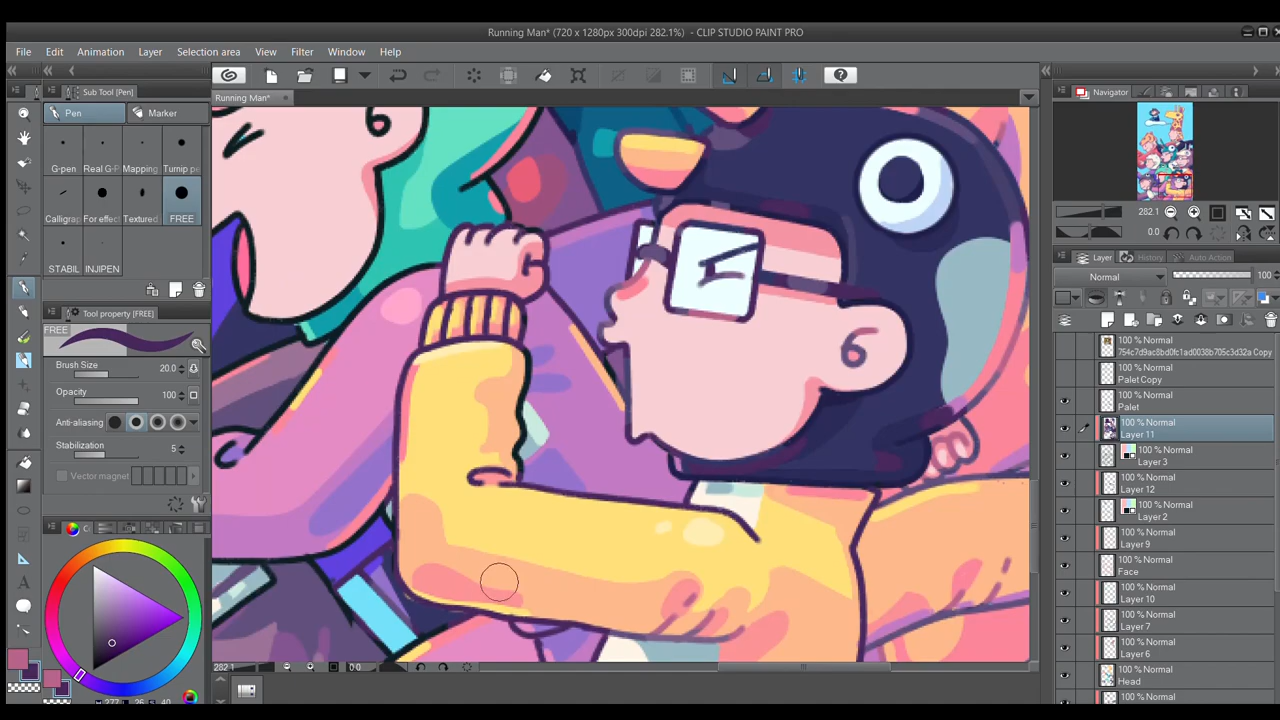 Running Man* (720 x 1280px 300dpi 282.1%) - CLIP STUDIO PAINT PRO
File Edit Animation Layer Selection area View Filter Window Help
Sub Tool [Pen]
Navigator
Running Man*
Pen Marker
G-pen Real G-P Mapping Turnip p
Calligrap For effect Textured FREE
STABIL INJIPEN
282.1
0.0
Layer History Auto Action
Normal 100
Tool property [FREE]
FREE
Brush Size 20.0
Opacity 100
Anti-aliasing
Stabilization 5
Vector magnet
100 % Normal
754c7d9ac8bd0fc1ad0038b705c3d32a Copy
100 % Normal
Palet Copy
100 % Normal
Palet
100 % Normal
Layer 11
100 % Normal
Layer 3
100 % Normal
Layer 12
100 % Normal
Layer 2
100 % Normal
Layer 9
100 % Normal
Face
100 % Normal
Layer 10
100 % Normal
Layer 7
100 % Normal
Layer 6
100 % Normal
Head
100 % Normal
282.1 0.0
277 26 40